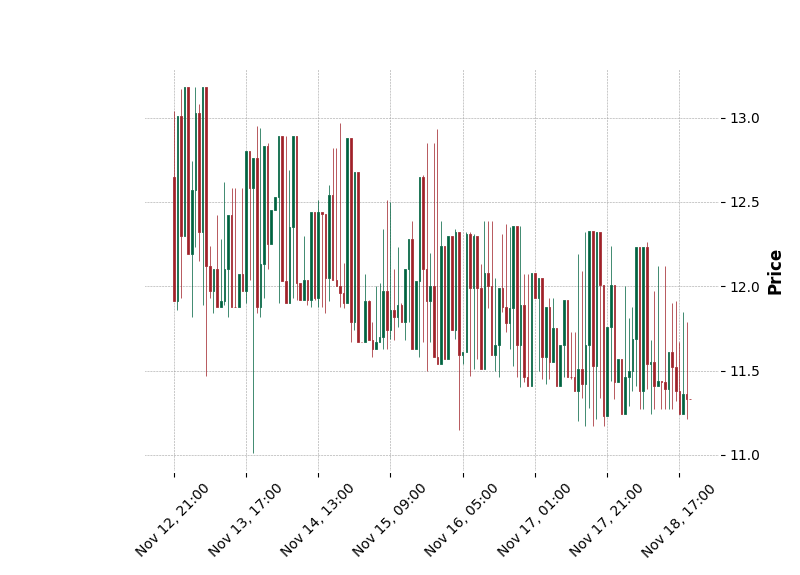 13.0
12.5
12.0
11.5
11.0
Price
Nov 12, 21:00
Nov 13, 17:00
Nov 14, 13:00
Nov 15, 09:00
Nov 16, 05:00
Nov 17, 01:00
Nov 17, 21:00
Nov 18, 17:00